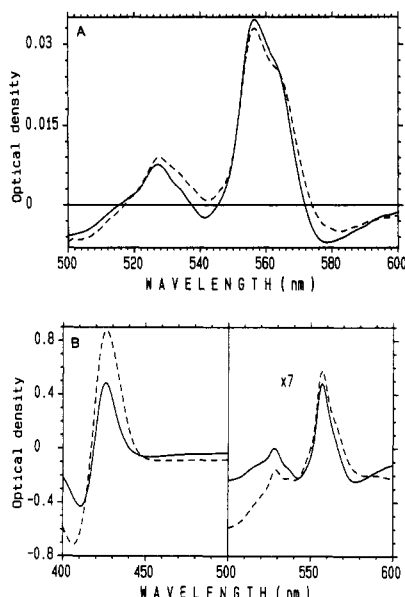 A
0.03
0.015
0
Optical density
500 520 540 560 580 600
WAVELENGTH (nm)
B
x7
0.8
0.4
0
-0.4
-0.8
Optical density
400 450 500 550 600
WAVELENGTH (nm)